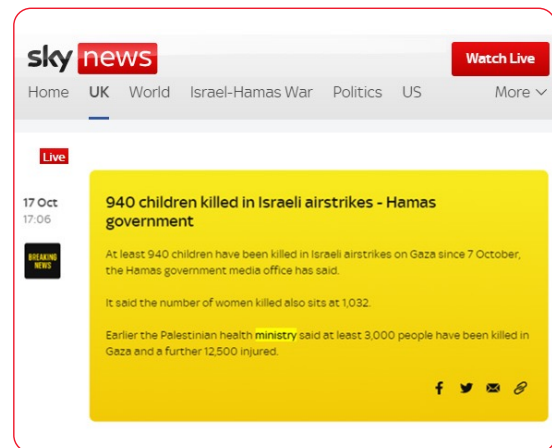 sky news
Watch Live
Home UK World Israel-Hamas War Politics US More
Live
17 Oct
17:06
BREAKING
NEWS
940 children killed in Israeli airstrikes - Hamas
government
At least 940 children have been killed in Israeli airstrikes on Gaza since 7 October,
the Hamas government media office has said.
It said the number of women killed also sits at 1,032.
Earlier the Palestinian health ministry said at least 3,000 people have been killed in
Gaza and a further 12,500 injured.